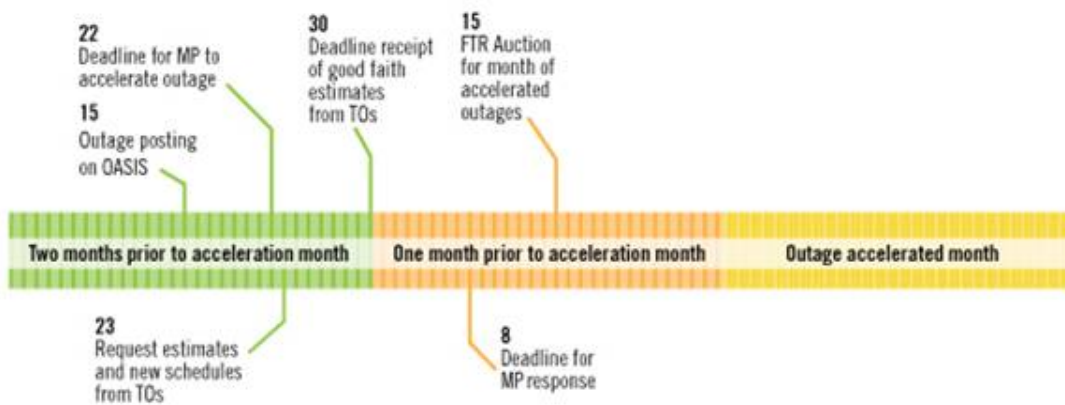 22
Deadline for MP to
accelerate outage
15
Outage posting
on OASIS
30
Deadline receipt
of good faith
estimates
from TOs
15
FTR Auction
for month of
accelerated
outages
Two months prior to acceleration month
One month prior to acceleration month
Outage accelerated month
23
Request estimates
and new schedules
from TOs
8
Deadline for
MP response